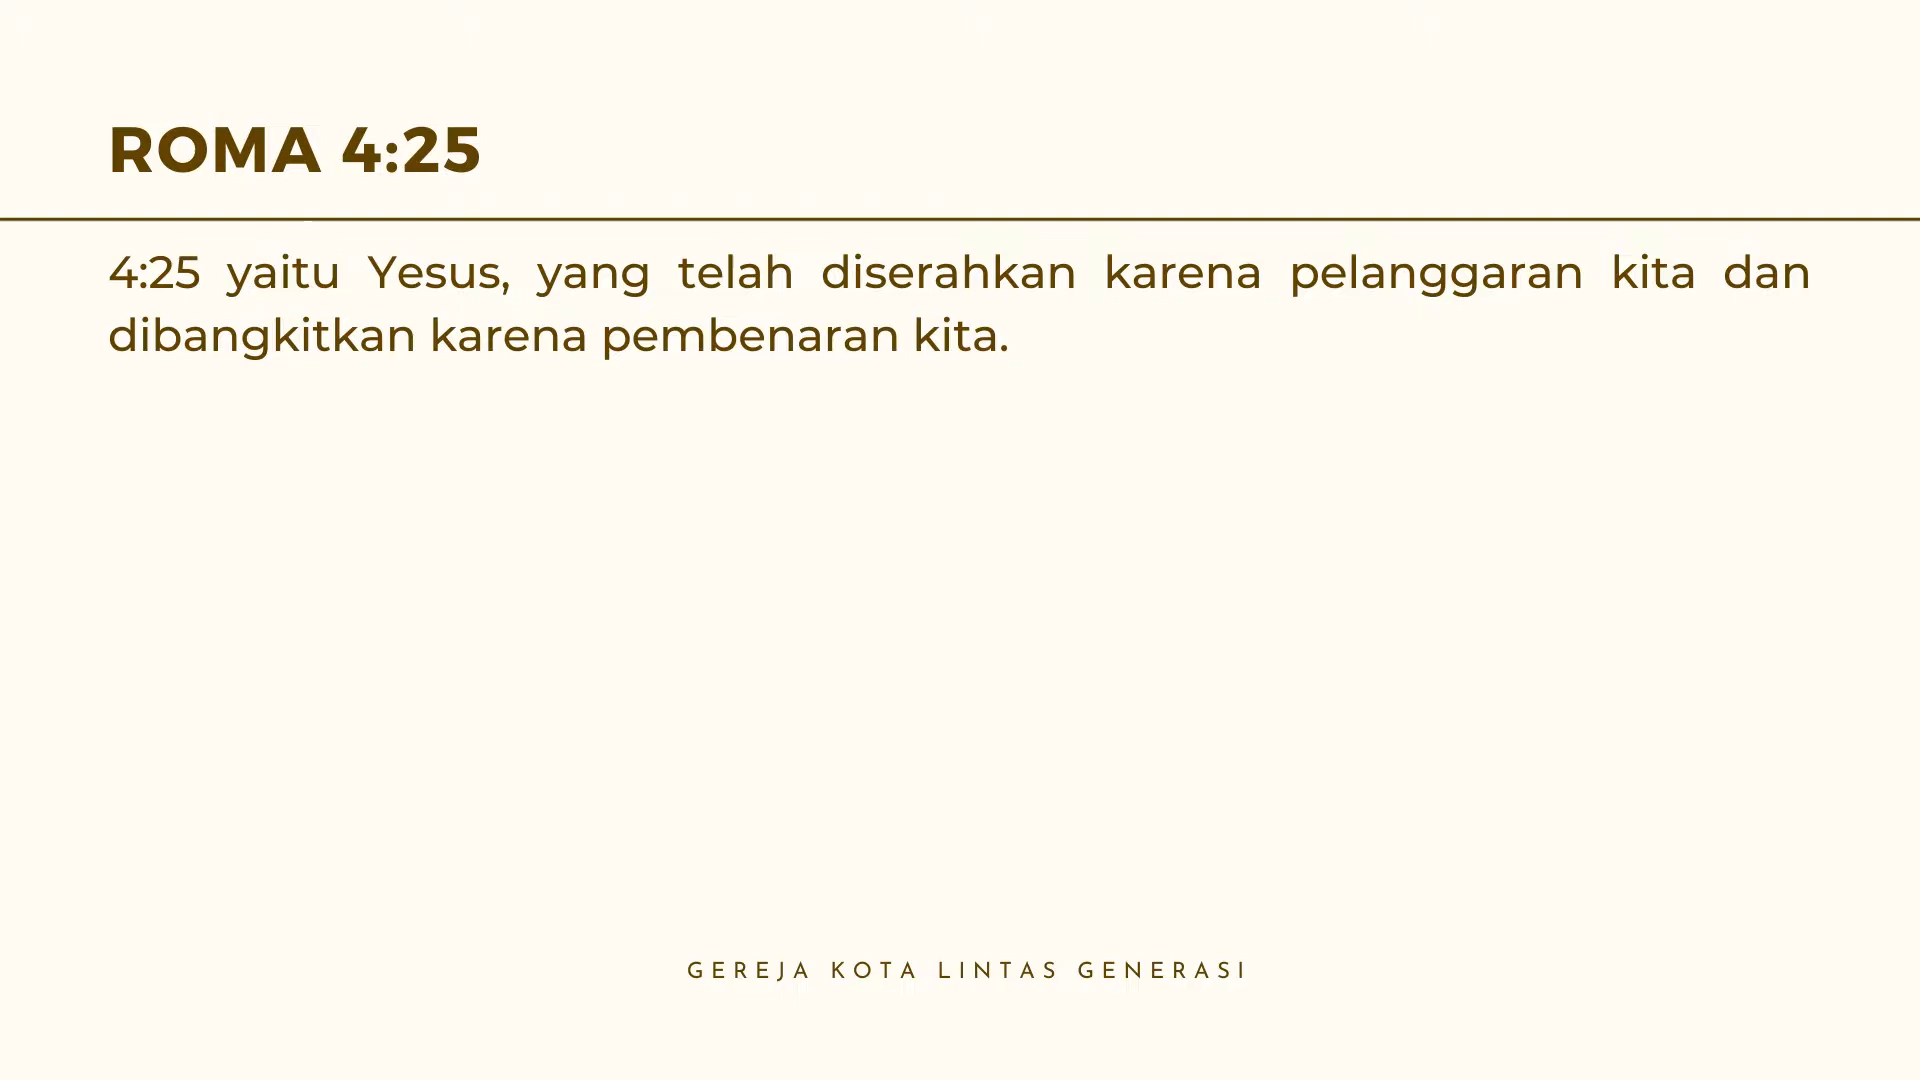 ROMA 4:25
4:25 yaitu Yesus, yang telah diserahkan karena pelanggaran kita dan
dibangkitkan karena pembenaran kita.
GEREJA KOTA LINTAS GENERASI